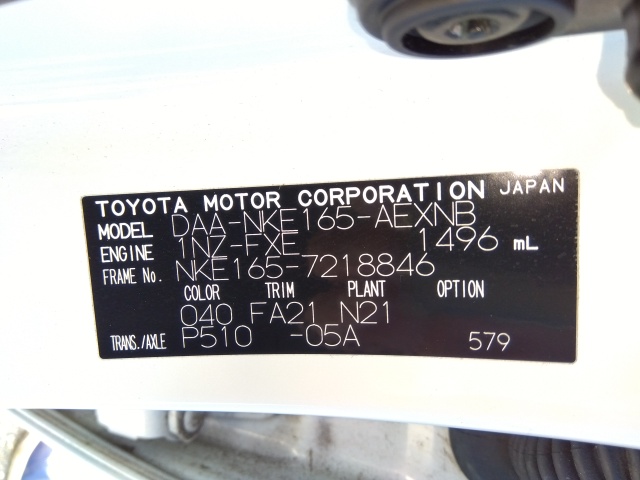 TOYOTA MOTOR CORPORATION JAPAN
MODEL DAA-NKE165-AEXNB
ENGINE 1NZ-FXE 1496 mL
FRAME No. NKE165-7218846
COLOR TRIM PLANT OPTION
040 FA21 N21
TRANS./AXLE P510 -05A 579